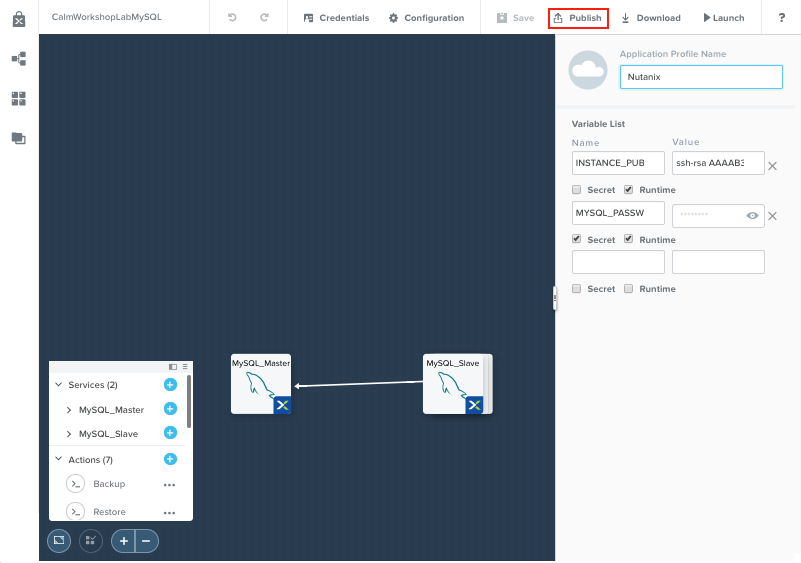 CalmWorkshopLabMySQL
Credentials
Configuration
Save
Publish
Download
Launch
?
Application Profile Name
Nutanix
Variable List
Name Value
INSTANCE_PUB ssh-rsa AAAAB3
Secret Runtime
MYSQL_PASSW ********
Secret Runtime
Secret Runtime
MySQL_Master
MySQL_Slave
Services (2)
MySQL_Master
MySQL_Slave
Actions (7)
Backup
Restore